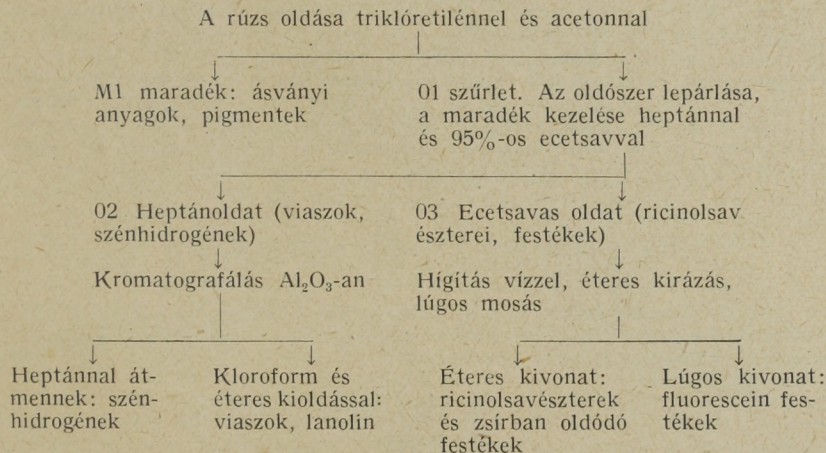 A rúzs oldása triklóretilénnel és acetonnal
M1 maradék: ásványi
anyagok, pigmentek
01 szűrlet. Az oldószer lepárlása,
a maradék kezelése heptánnal
és 95%-os ecetsavval
02 Heptánoldat (viaszok,
szénhidrogének)
03 Ecetsavas oldat (ricinolsav
észterei, festékek)
Kromatografálás Al₂O₃-an
Hígítás vízzel, éteres kirázás,
lúgos mosás
Heptánnal át-
mennek: szén-
hidrogének
Kloroform és
éteres kioldással:
viaszok, lanolin
Éteres kivonat:
ricinolsavészterek
és zsírban oldódó
festékek
Lúgos kivonat:
fluorescein fes-
tékek